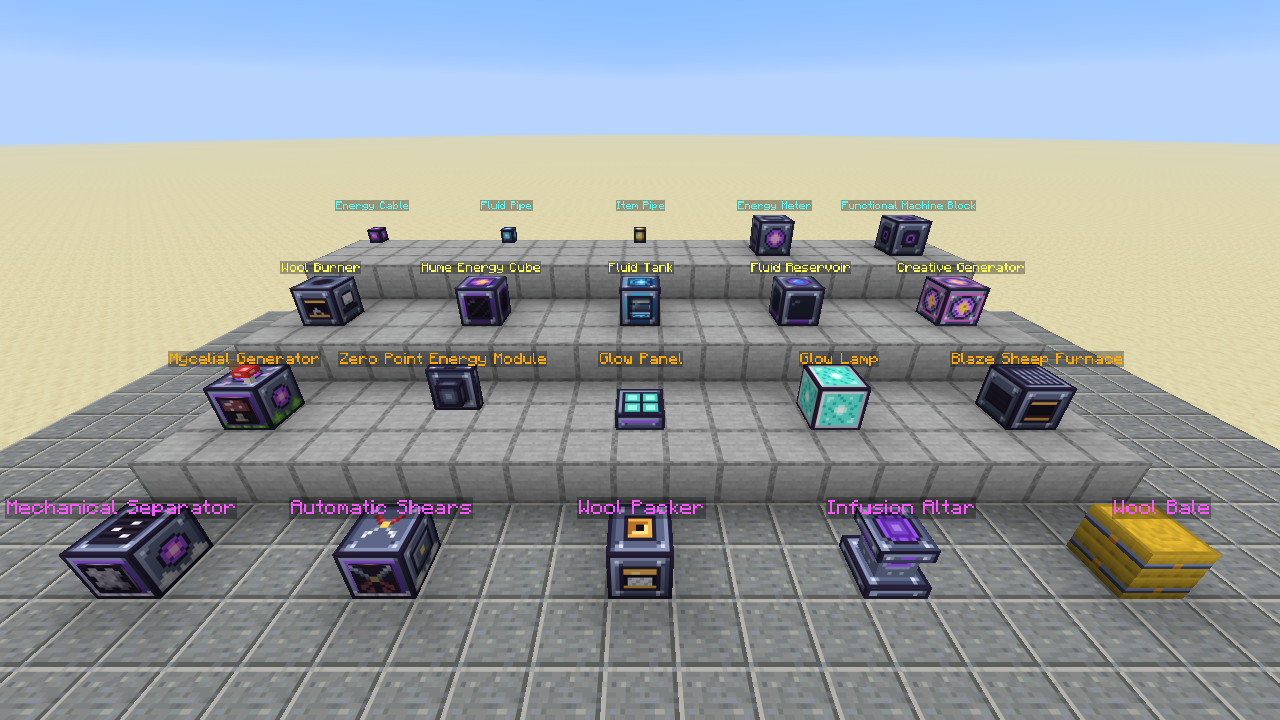 Energy Cable
Fluid Pipe
Item Pipe
Energy Meter
Functional Machine Block
Wool Burner
Hume Energy Cube
Fluid Tank
Fluid Reservoir
Creative Generator
Mycelial Generator
Zero Point Energy Module
Glow Panel
Glow Lamp
Blaze Sheep Furnace
Mechanical Separator
Automatic Shears
Wool Packer
Infusion Altar
Wool Bale